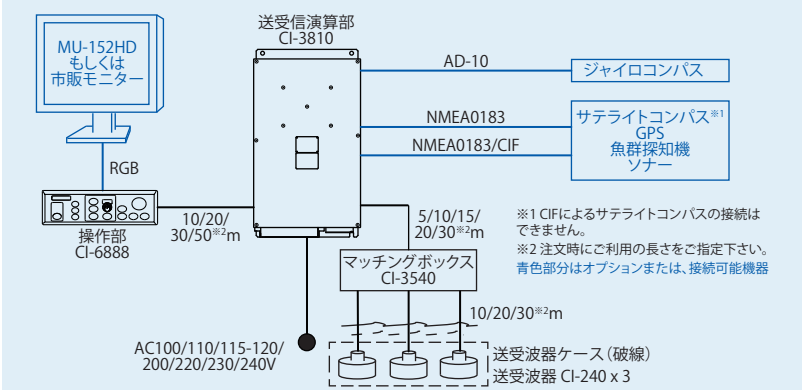 送受信演算部
CI-3810
MU-152HD
もしくは
市販モニター
AD-10
ジャイロコンパス
NMEA0183
NMEA0183/CIF
サテライトコンパス※1
GPS
魚群探知機
ソナー
RGB
操作部
CI-6888
10/20/
30/50※2m
5/10/15/
20/30※2m
※1 CIFによるサテライトコンパスの接続は
できません。
※2 注文時にご利用の長さをご指定下さい。
青色部分はオプションまたは、接続可能機器
マッチングボックス
CI-3540
10/20/30※2m
AC100/110/115-120/
200/220/230/240V
送受波器ケース（破線）
送受波器 CI-240 x 3